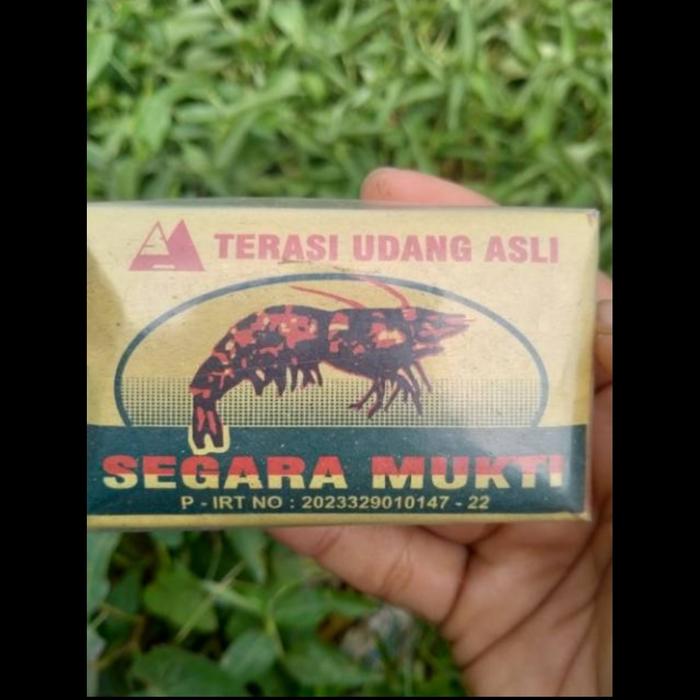 TERASI UDANG ASLI
SEGARA MUKTI
P - IRT NO : 2023329010147 - 22